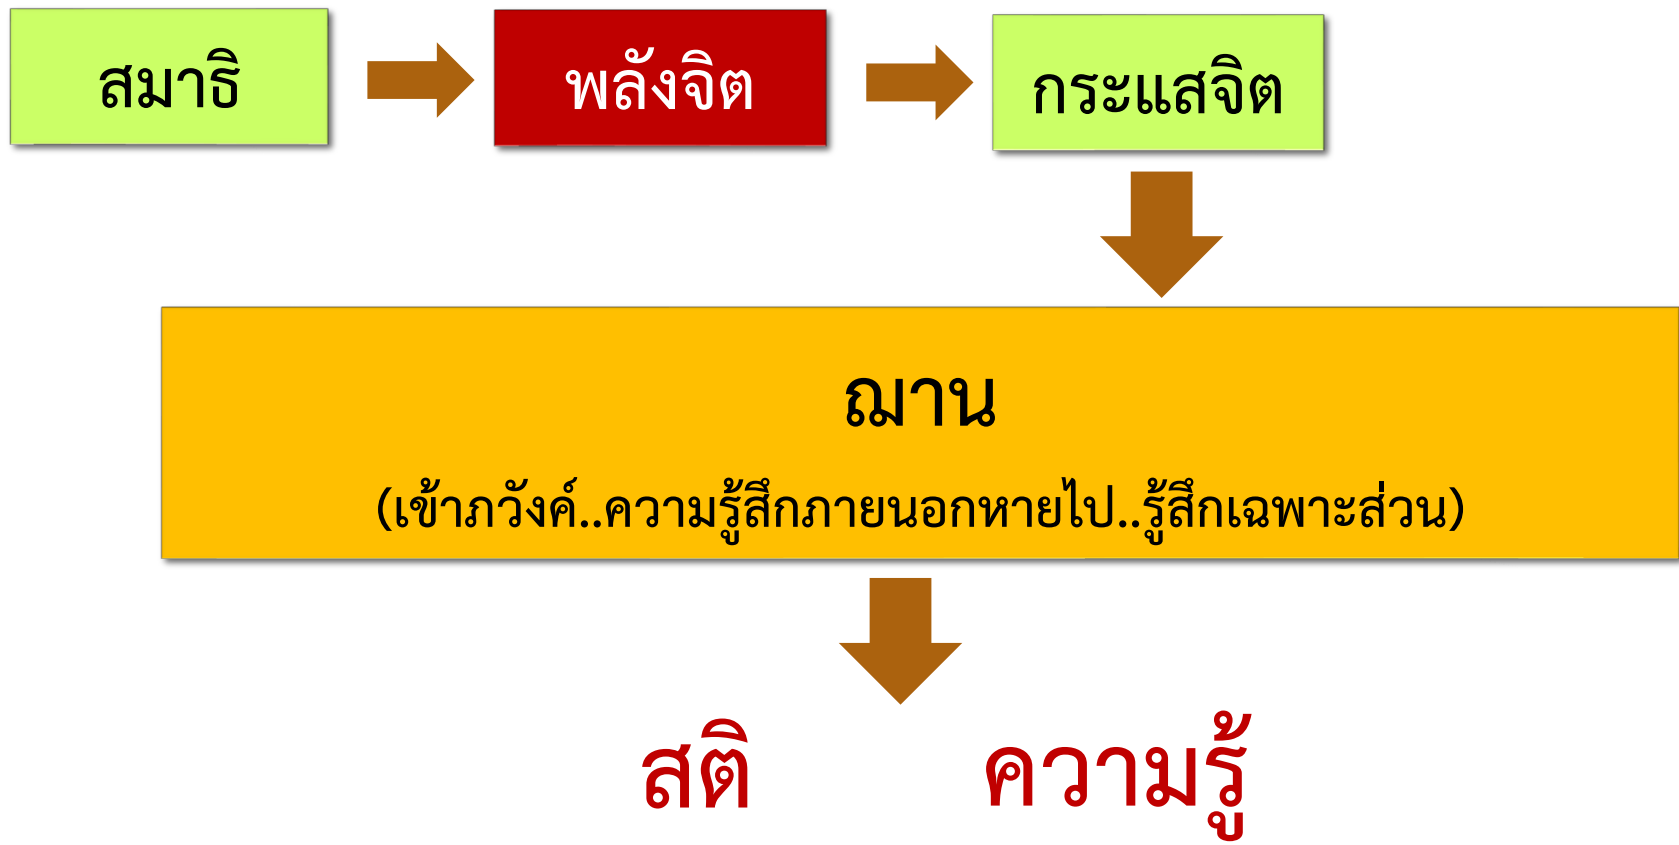 สมาธิ
พลังจิต
กระแสจิต
ฌาน
(เข้าภวังค์..ความรู้สึกภายนอกหายไป..รู้สึกเฉพาะส่วน)
สติ ความรู้